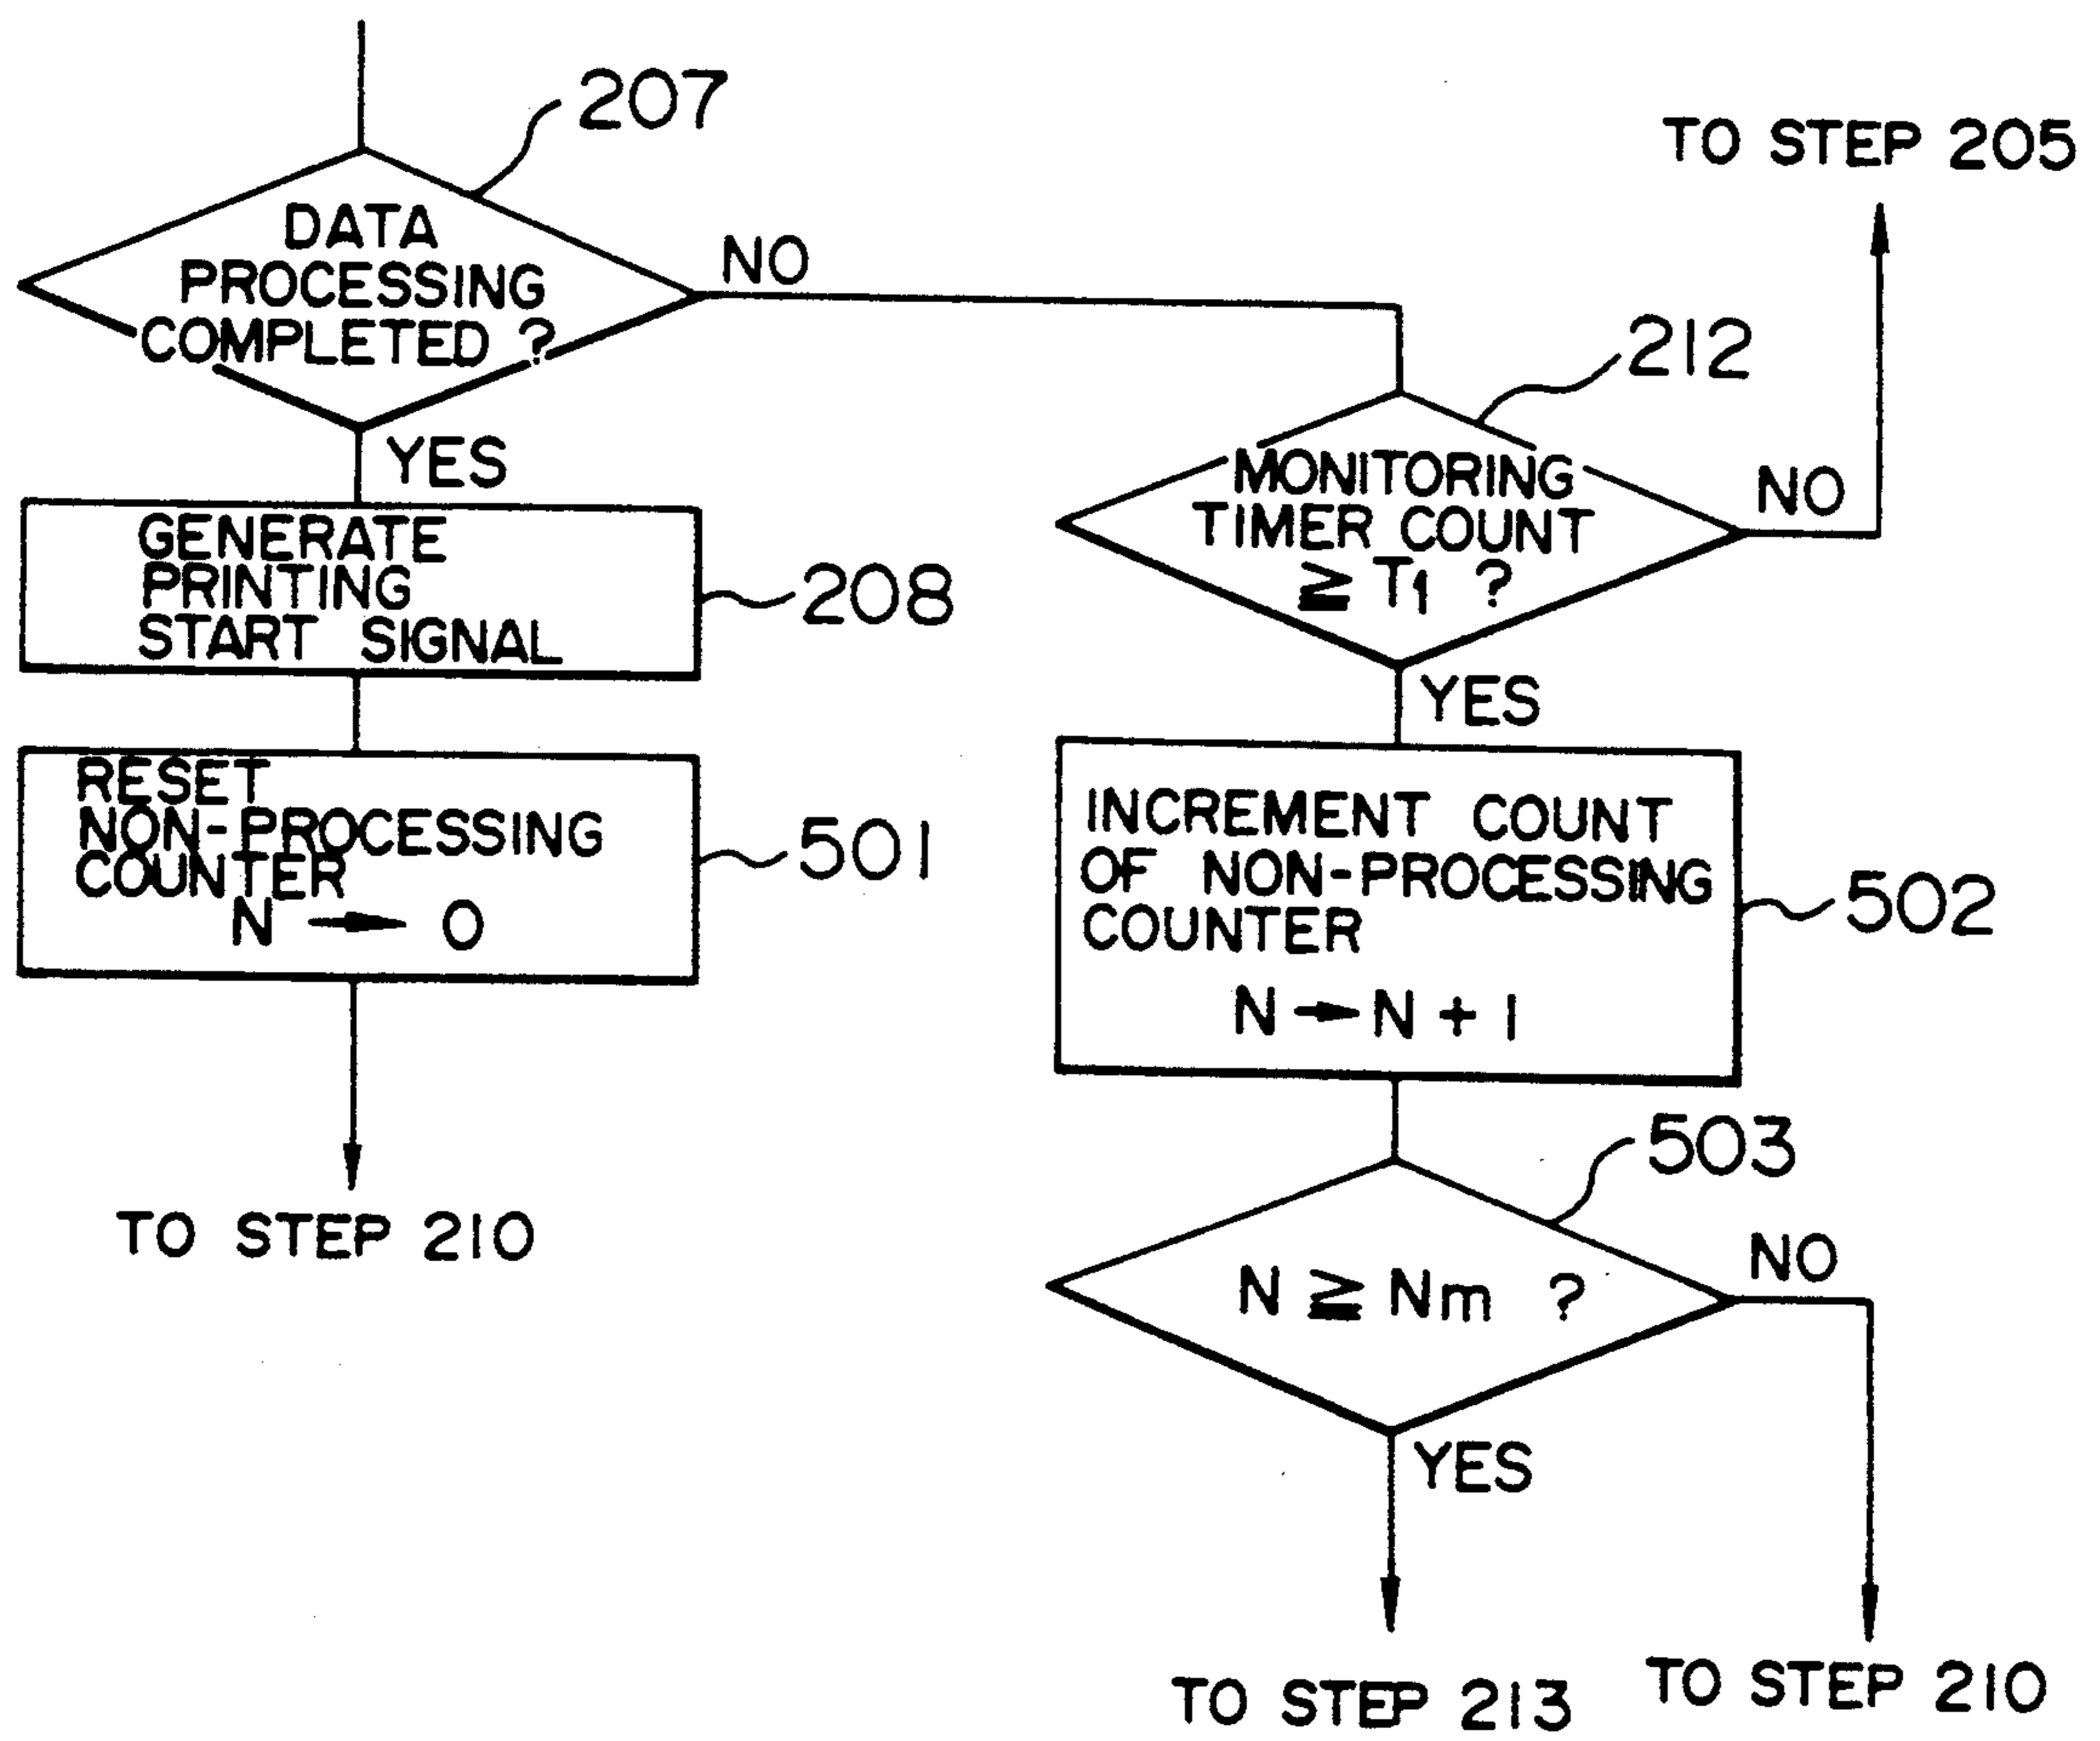 207
DATA
PROCESSING
COMPLETED ?
NO
YES
GENERATE
PRINTING
START SIGNAL
208
RESET
NON-PROCESSING
COUNTER
N → 0
501
TO STEP 210
TO STEP 205
212
MONITORING
TIMER COUNT
≧ T1 ?
NO
YES
INCREMENT COUNT
OF NON-PROCESSING
COUNTER
N → N + 1
502
503
N ≧ Nm ?
NO
YES
TO STEP 213
TO STEP 210